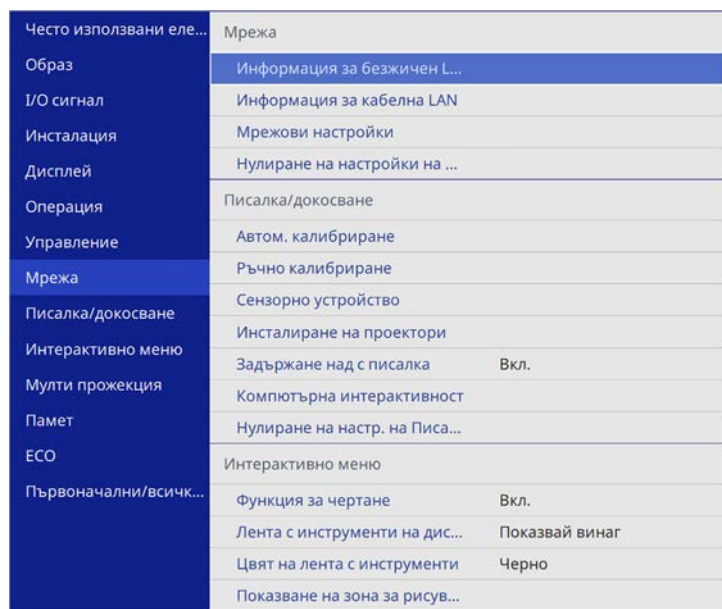 Често използвани еле...
Образ
I/O сигнал
Инсталация
Дисплей
Операция
Управление
Мрежа
Писалка/докосване
Интерактивно меню
Мулти прожекция
Памет
ECO
Първоначални/всичк...
Мрежа
Информация за безжичен L...
Информация за кабелна LAN
Мрежови настройки
Нулиране на настройки на ...
Писалка/докосване
Автом. калибриране
Ръчно калибриране
Сензорно устройство
Инсталиране на проектори
Задържане над с писалка Вкл.
Компютърна интерактивност
Нулиране на настр. на Писа...
Интерактивно меню
Функция за чертане Вкл.
Лента с инструменти на дис... Показвай винаг
Цвят на лента с инструменти Черно
Показване на зона за рисув...